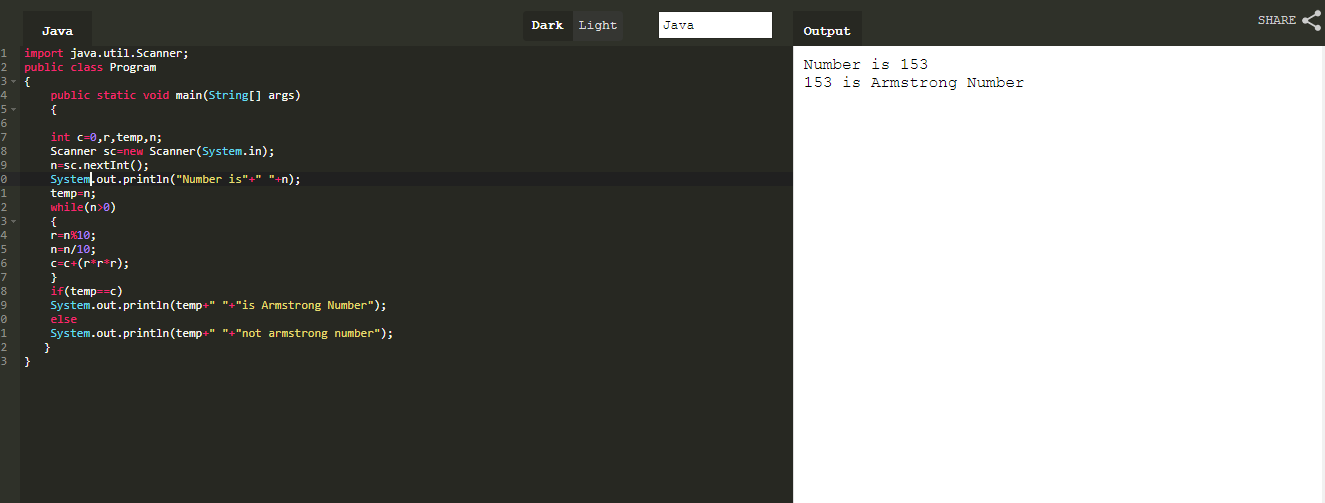 Java
Dark Light
Java
Output
SHARE
1 import java.util.Scanner;
2 public class Program
3 {
4 public static void main(String[] args)
5 {
6
7 int c=0,r,temp,n;
8 Scanner sc=new Scanner(System.in);
9 n=sc.nextInt();
0 System.out.println("Number is"+" "+n);
1 temp=n;
2 while(n>0)
3 {
4 r=n%10;
5 n=n/10;
6 c=c+(r*r*r);
7 }
8 if(temp==c)
9 System.out.println(temp+" "+"is Armstrong Number");
0 else
1 System.out.println(temp+" "+"not armstrong number");
2 }
3 }
Number is 153
153 is Armstrong Number